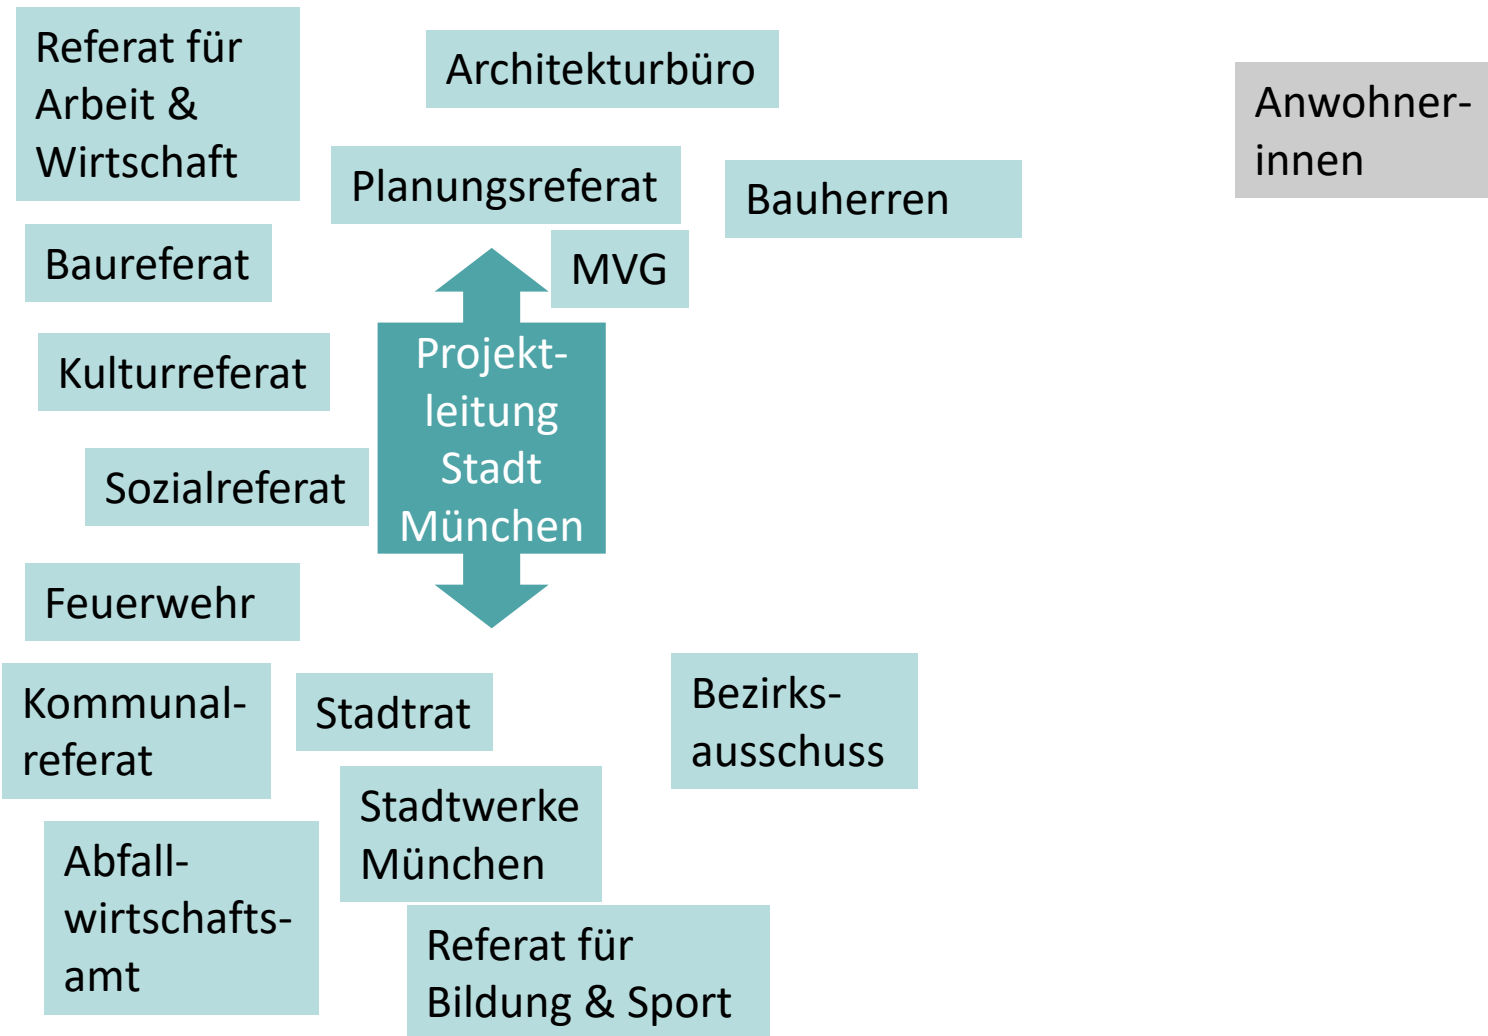 Referat für
Arbeit &
Wirtschaft
Architekturbüro
Anwohner-
innen
Planungsreferat
Bauherren
Baureferat
MVG
Kulturreferat
Projekt-
leitung
Stadt
München
Sozialreferat
Feuerwehr
Kommunal-
referat
Stadtrat
Bezirks-
ausschuss
Stadtwerke
München
Abfall-
wirtschafts-
amt
Referat für
Bildung & Sport